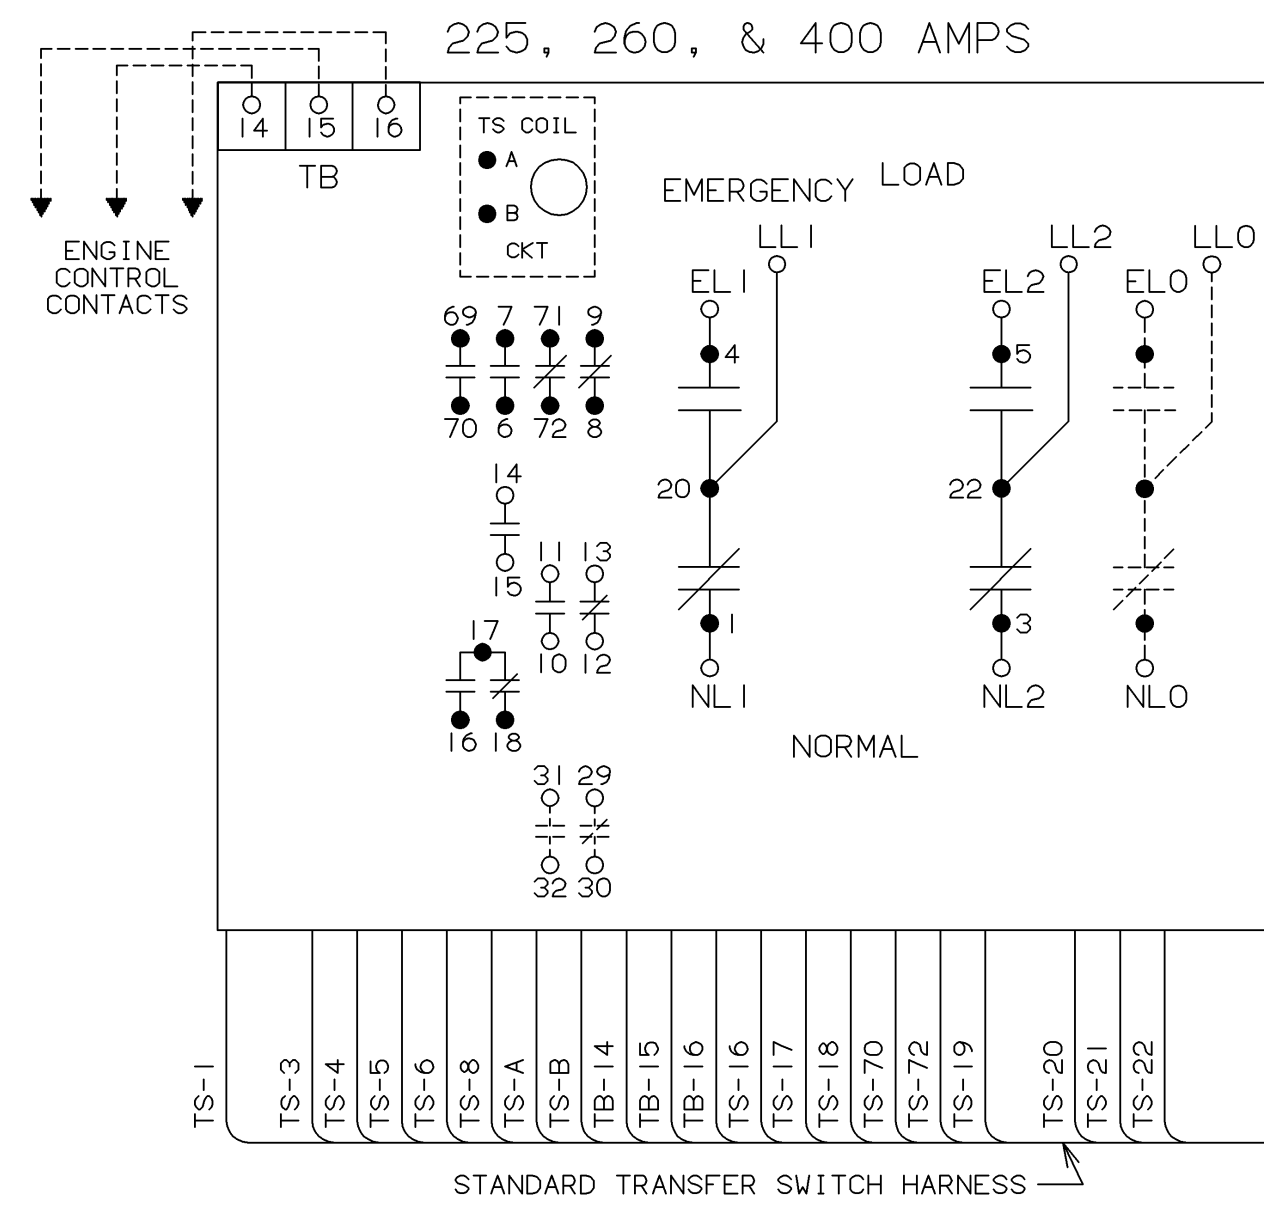 225, 260, & 400 AMPS
14 15 16
TB
ENGINE
CONTROL
CONTACTS
TS COIL
A
B
CKT
EMERGENCY LOAD
LL1 LL2 LL0
EL1 EL2 EL0
69 7 71 9
4 5
70 6 72 8
14
20 22
15
11 13
10 12
1 3
17
16 18
NL1 NL2 NL0
NORMAL
31 29
32 30
TS-1
TS-3
TS-4
TS-5
TS-6
TS-8
TS-A
TS-B
TB-14
TB-15
TB-16
TS-16
TS-17
TS-18
TS-70
TS-72
TS-19
TS-20
TS-21
TS-22
STANDARD TRANSFER SWITCH HARNESS